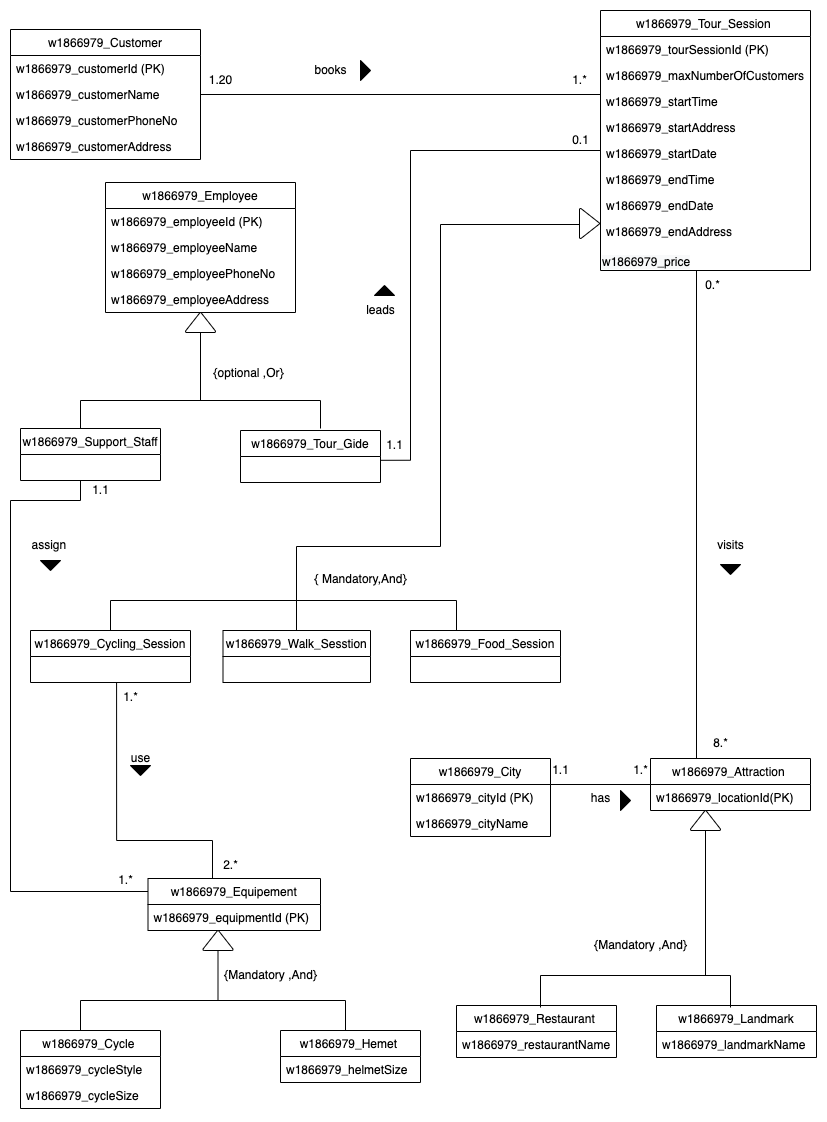 w1866979_Customer
w1866979_customerId (PK)
w1866979_customerName
w1866979_customerPhoneNo
w1866979_customerAddress
1.20
books
1.*
w1866979_Tour_Session
w1866979_tourSessionId (PK)
w1866979_maxNumberOfCustomers
w1866979_startTime
w1866979_startAddress
w1866979_startDate
w1866979_endTime
w1866979_endDate
w1866979_endAddress
w1866979_price
0.1
0.*
w1866979_Employee
w1866979_employeeId (PK)
w1866979_employeeName
w1866979_employeePhoneNo
w1866979_employeeAddress
leads
{optional ,Or}
w1866979_Support_Staff
w1866979_Tour_Gide
1.1
1.1
assign
visits
{ Mandatory,And}
w1866979_Cycling_Session
w1866979_Walk_Sesstion
w1866979_Food_Session
1.*
use
8.*
w1866979_City
w1866979_cityId (PK)
w1866979_cityName
1.1
has
1.*
w1866979_Attraction
w1866979_locationId(PK)
2.*
1.*
w1866979_Equipement
w1866979_equipmentId (PK)
{Mandatory ,And}
{Mandatory ,And}
w1866979_Cycle
w1866979_cycleStyle
w1866979_cycleSize
w1866979_Hemet
w1866979_helmetSize
w1866979_Restaurant
w1866979_restaurantName
w1866979_Landmark
w1866979_landmarkName